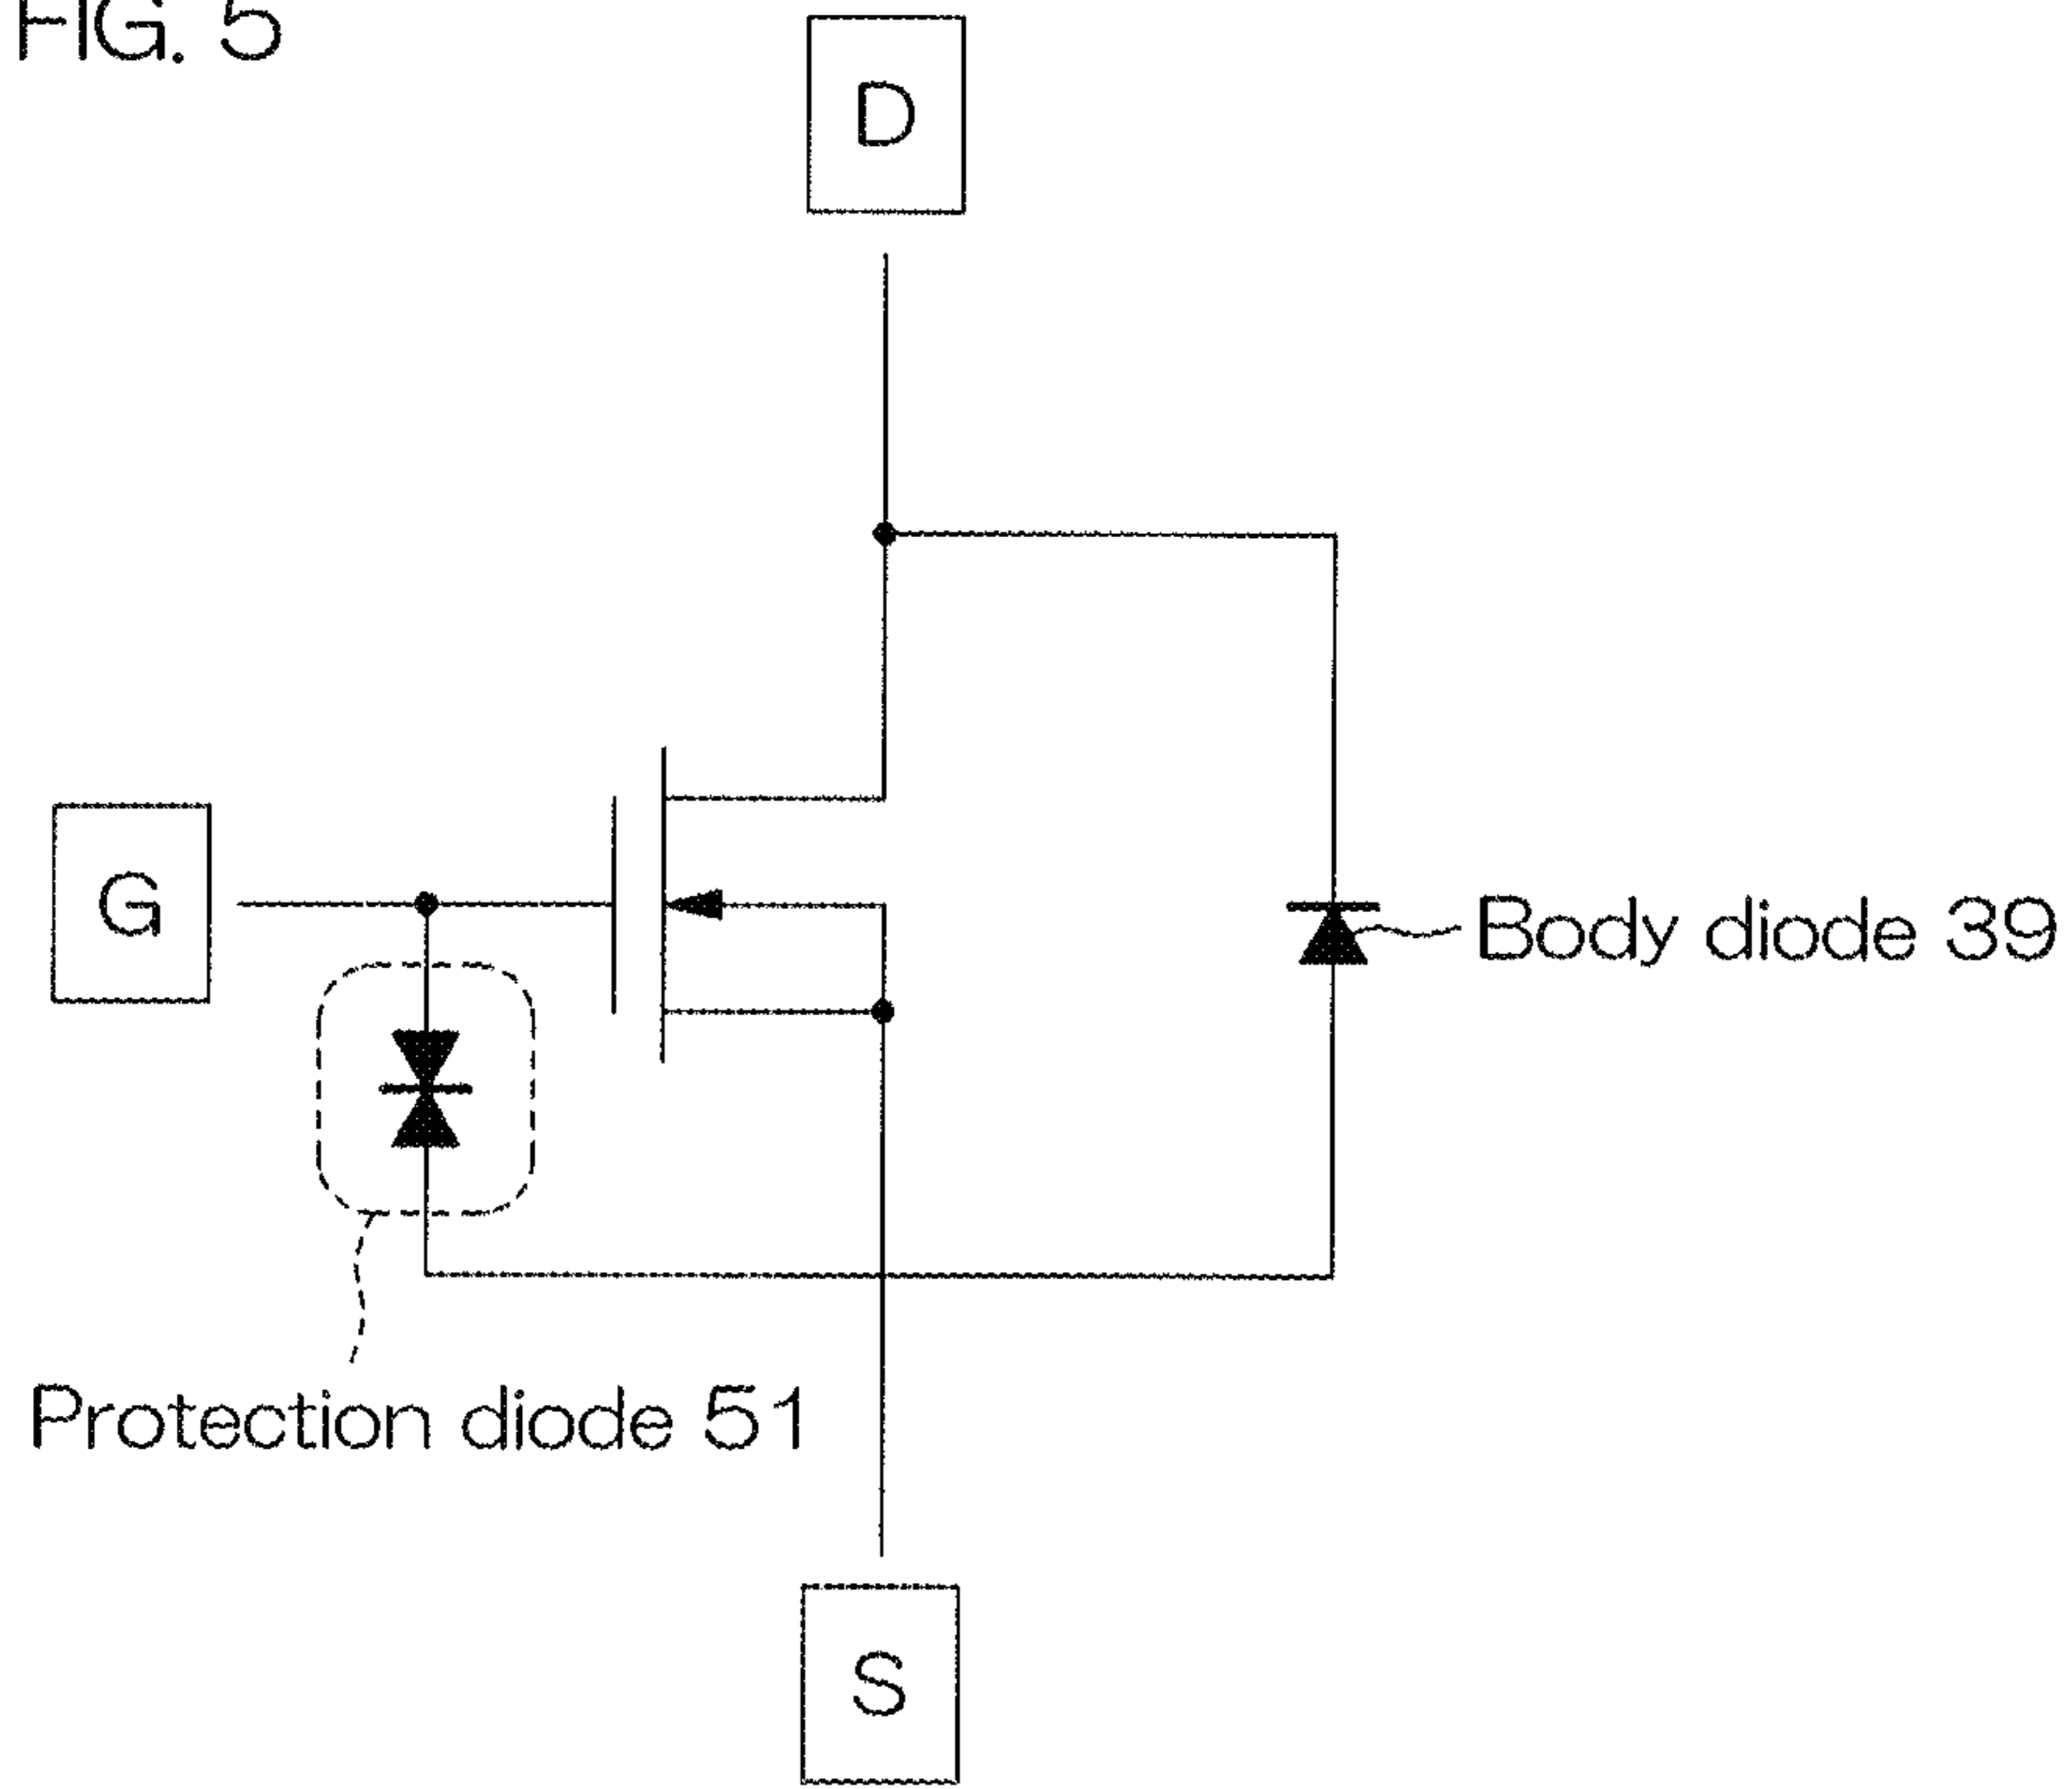 FIG. 5
D
G
Body diode 39
Protection diode 51
S